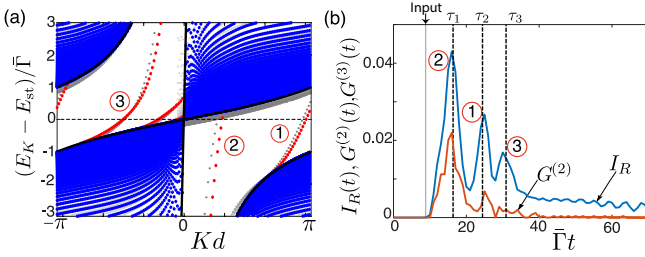 (a)
(E_K − E_st)/Γ̄
3
2
1
0
-1
-2
-3
③
②
①
−π
0
π
Kd
(b)
Input
τ₁
τ₂
τ₃
I_R(t), G^(2)(t), G^(3)(t)
0.04
0.02
0
②
①
③
G^(2)
I_R
0
20
40
60
Γ̄t